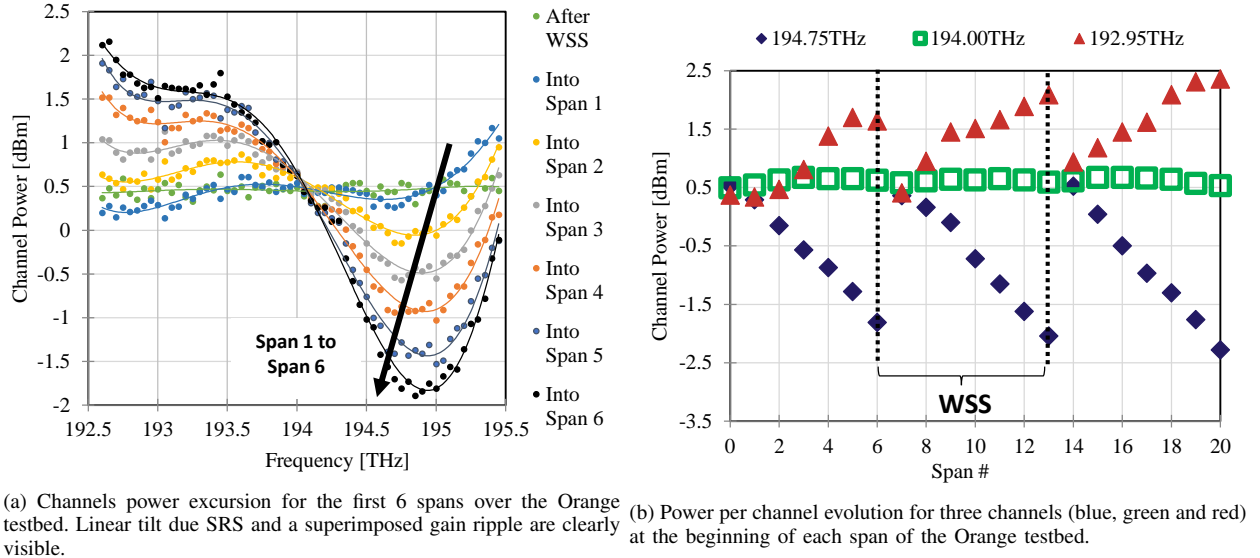 2.5
2
1.5
1
0.5
0
-0.5
-1
-1.5
-2
Channel Power [dBm]
192.5 193 193.5 194 194.5 195 195.5
Frequency [THz]
Span 1 to
Span 6
After
WSS
Into
Span 1
Into
Span 2
Into
Span 3
Into
Span 4
Into
Span 5
Into
Span 6
(a) Channels power excursion for the first 6 spans over the Orange
testbed. Linear tilt due SRS and a superimposed gain ripple are clearly
visible.
194.75THz 194.00THz 192.95THz
2.5
1.5
0.5
-0.5
-1.5
-2.5
-3.5
Channel Power [dBm]
WSS
0 2 4 6 8 10 12 14 16 18 20
Span #
(b) Power per channel evolution for three channels (blue, green and red)
at the beginning of each span of the Orange testbed.